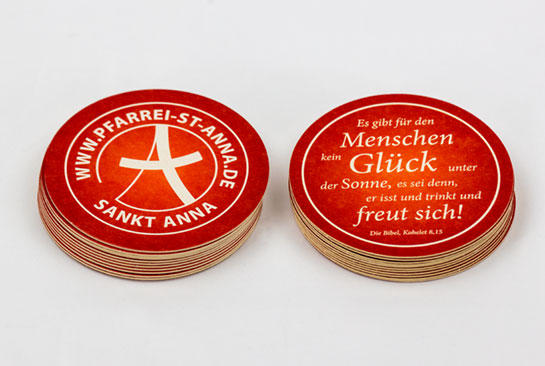 WWW.PFARREI-ST-ANNA.DE
SANKT ANNA
Es gibt für den
Menschen
kein Glück unter
der Sonne, es sei denn,
er isst und trinkt und
freut sich!
Die Bibel, Kohelet 8,15